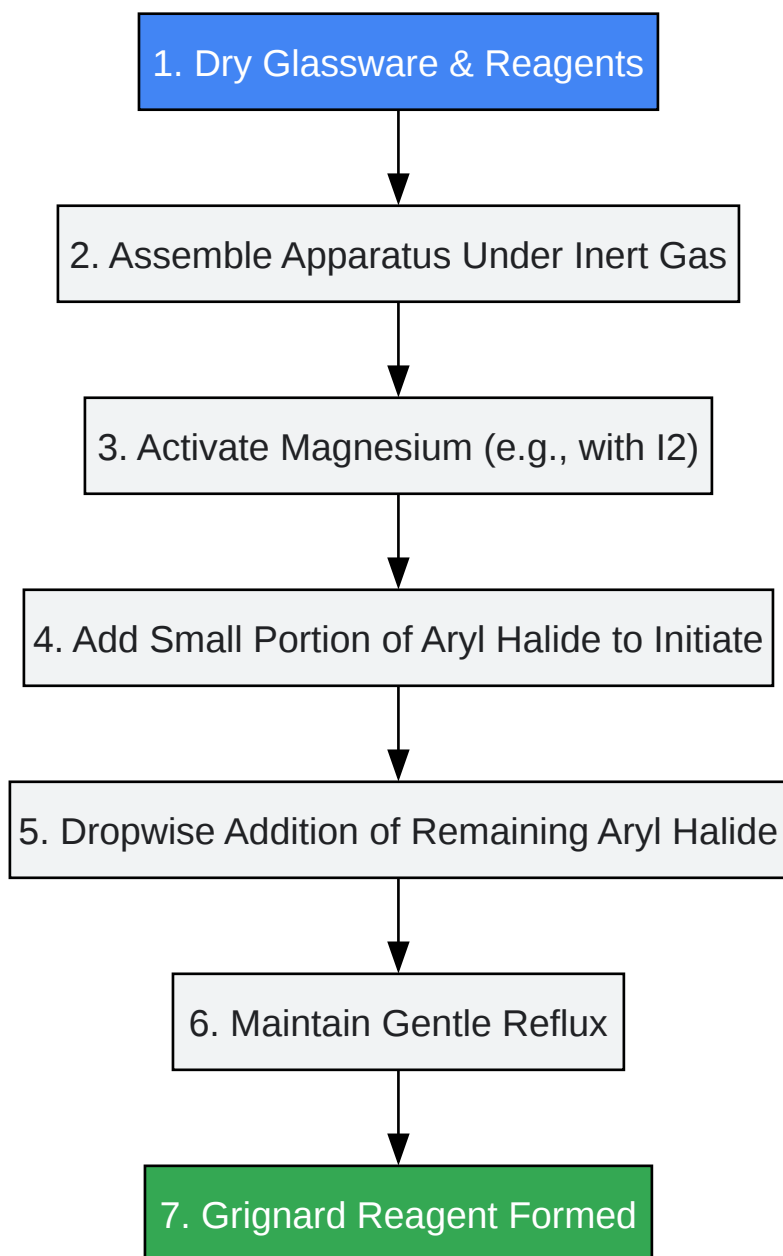 1. Dry Glassware & Reagents
2. Assemble Apparatus Under Inert Gas
3. Activate Magnesium (e.g., with I2)
4. Add Small Portion of Aryl Halide to Initiate
5. Dropwise Addition of Remaining Aryl Halide
6. Maintain Gentle Reflux
7. Grignard Reagent Formed